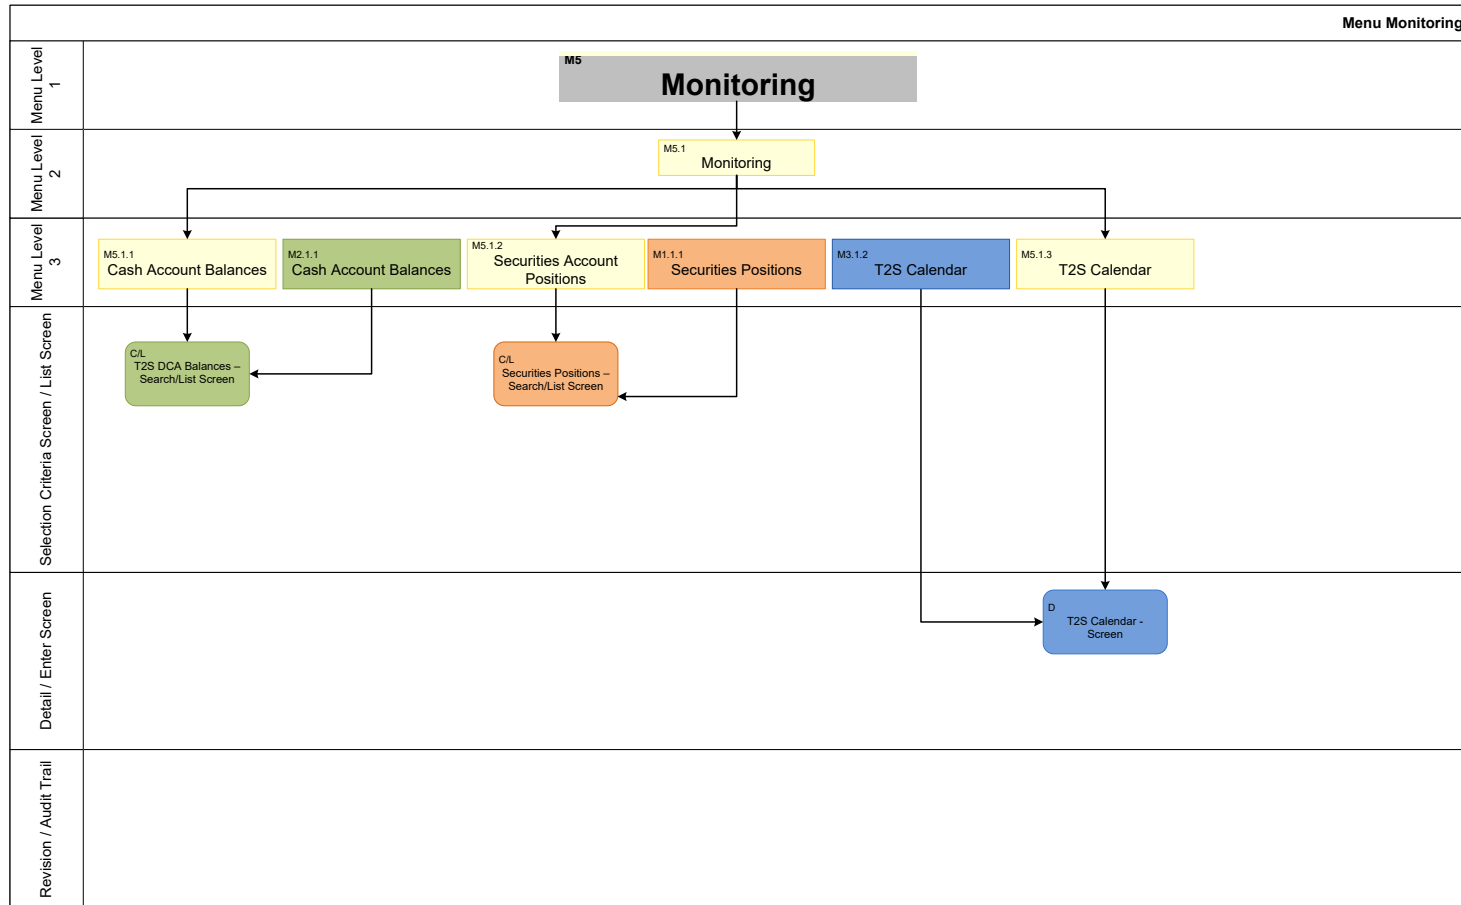 Menu Monitoring
Menu Level
1
M5
Monitoring
Menu Level
2
M5.1
Monitoring
Menu Level
3
M5.1.1
Cash Account Balances
M2.1.1
Cash Account Balances
M5.1.2
Securities Account
Positions
M1.1.1
Securities Positions
M3.1.2
T2S Calendar
M5.1.3
T2S Calendar
Selection Criteria Screen / List Screen
C/L
T2S DCA Balances –
Search/List Screen
C/L
Securities Positions –
Search/List Screen
Detail / Enter Screen
D
T2S Calendar -
Screen
Revision / Audit Trail